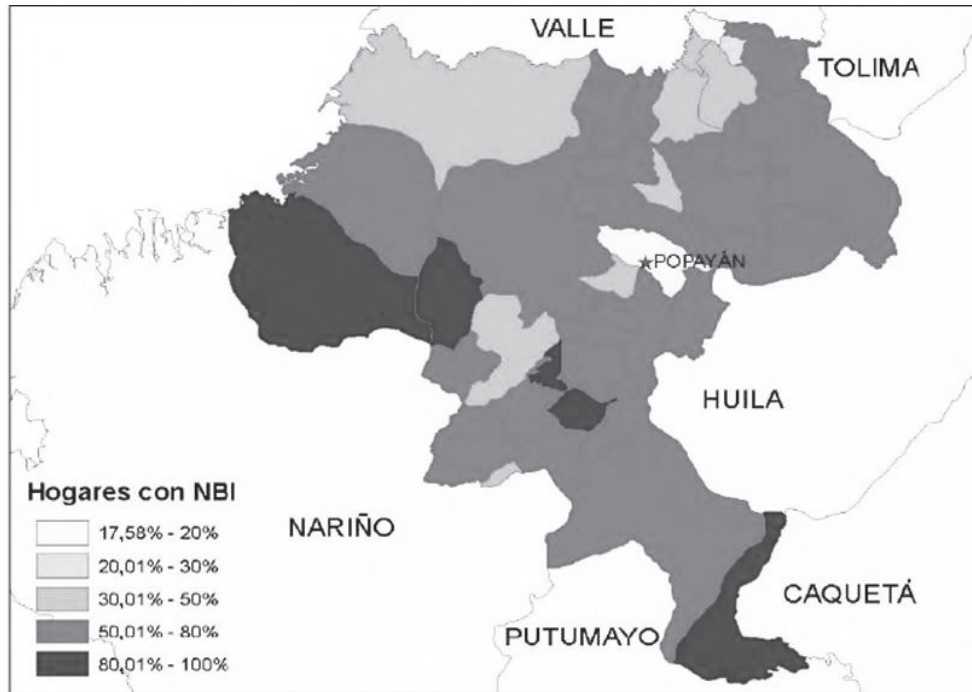 VALLE
TOLIMA
POPAYÁN
HUILA
NARIÑO
CAQUETÁ
PUTUMAYO
Hogares con NBI
17,58% - 20%
20,01% - 30%
30,01% - 50%
50,01% - 80%
80,01% - 100%